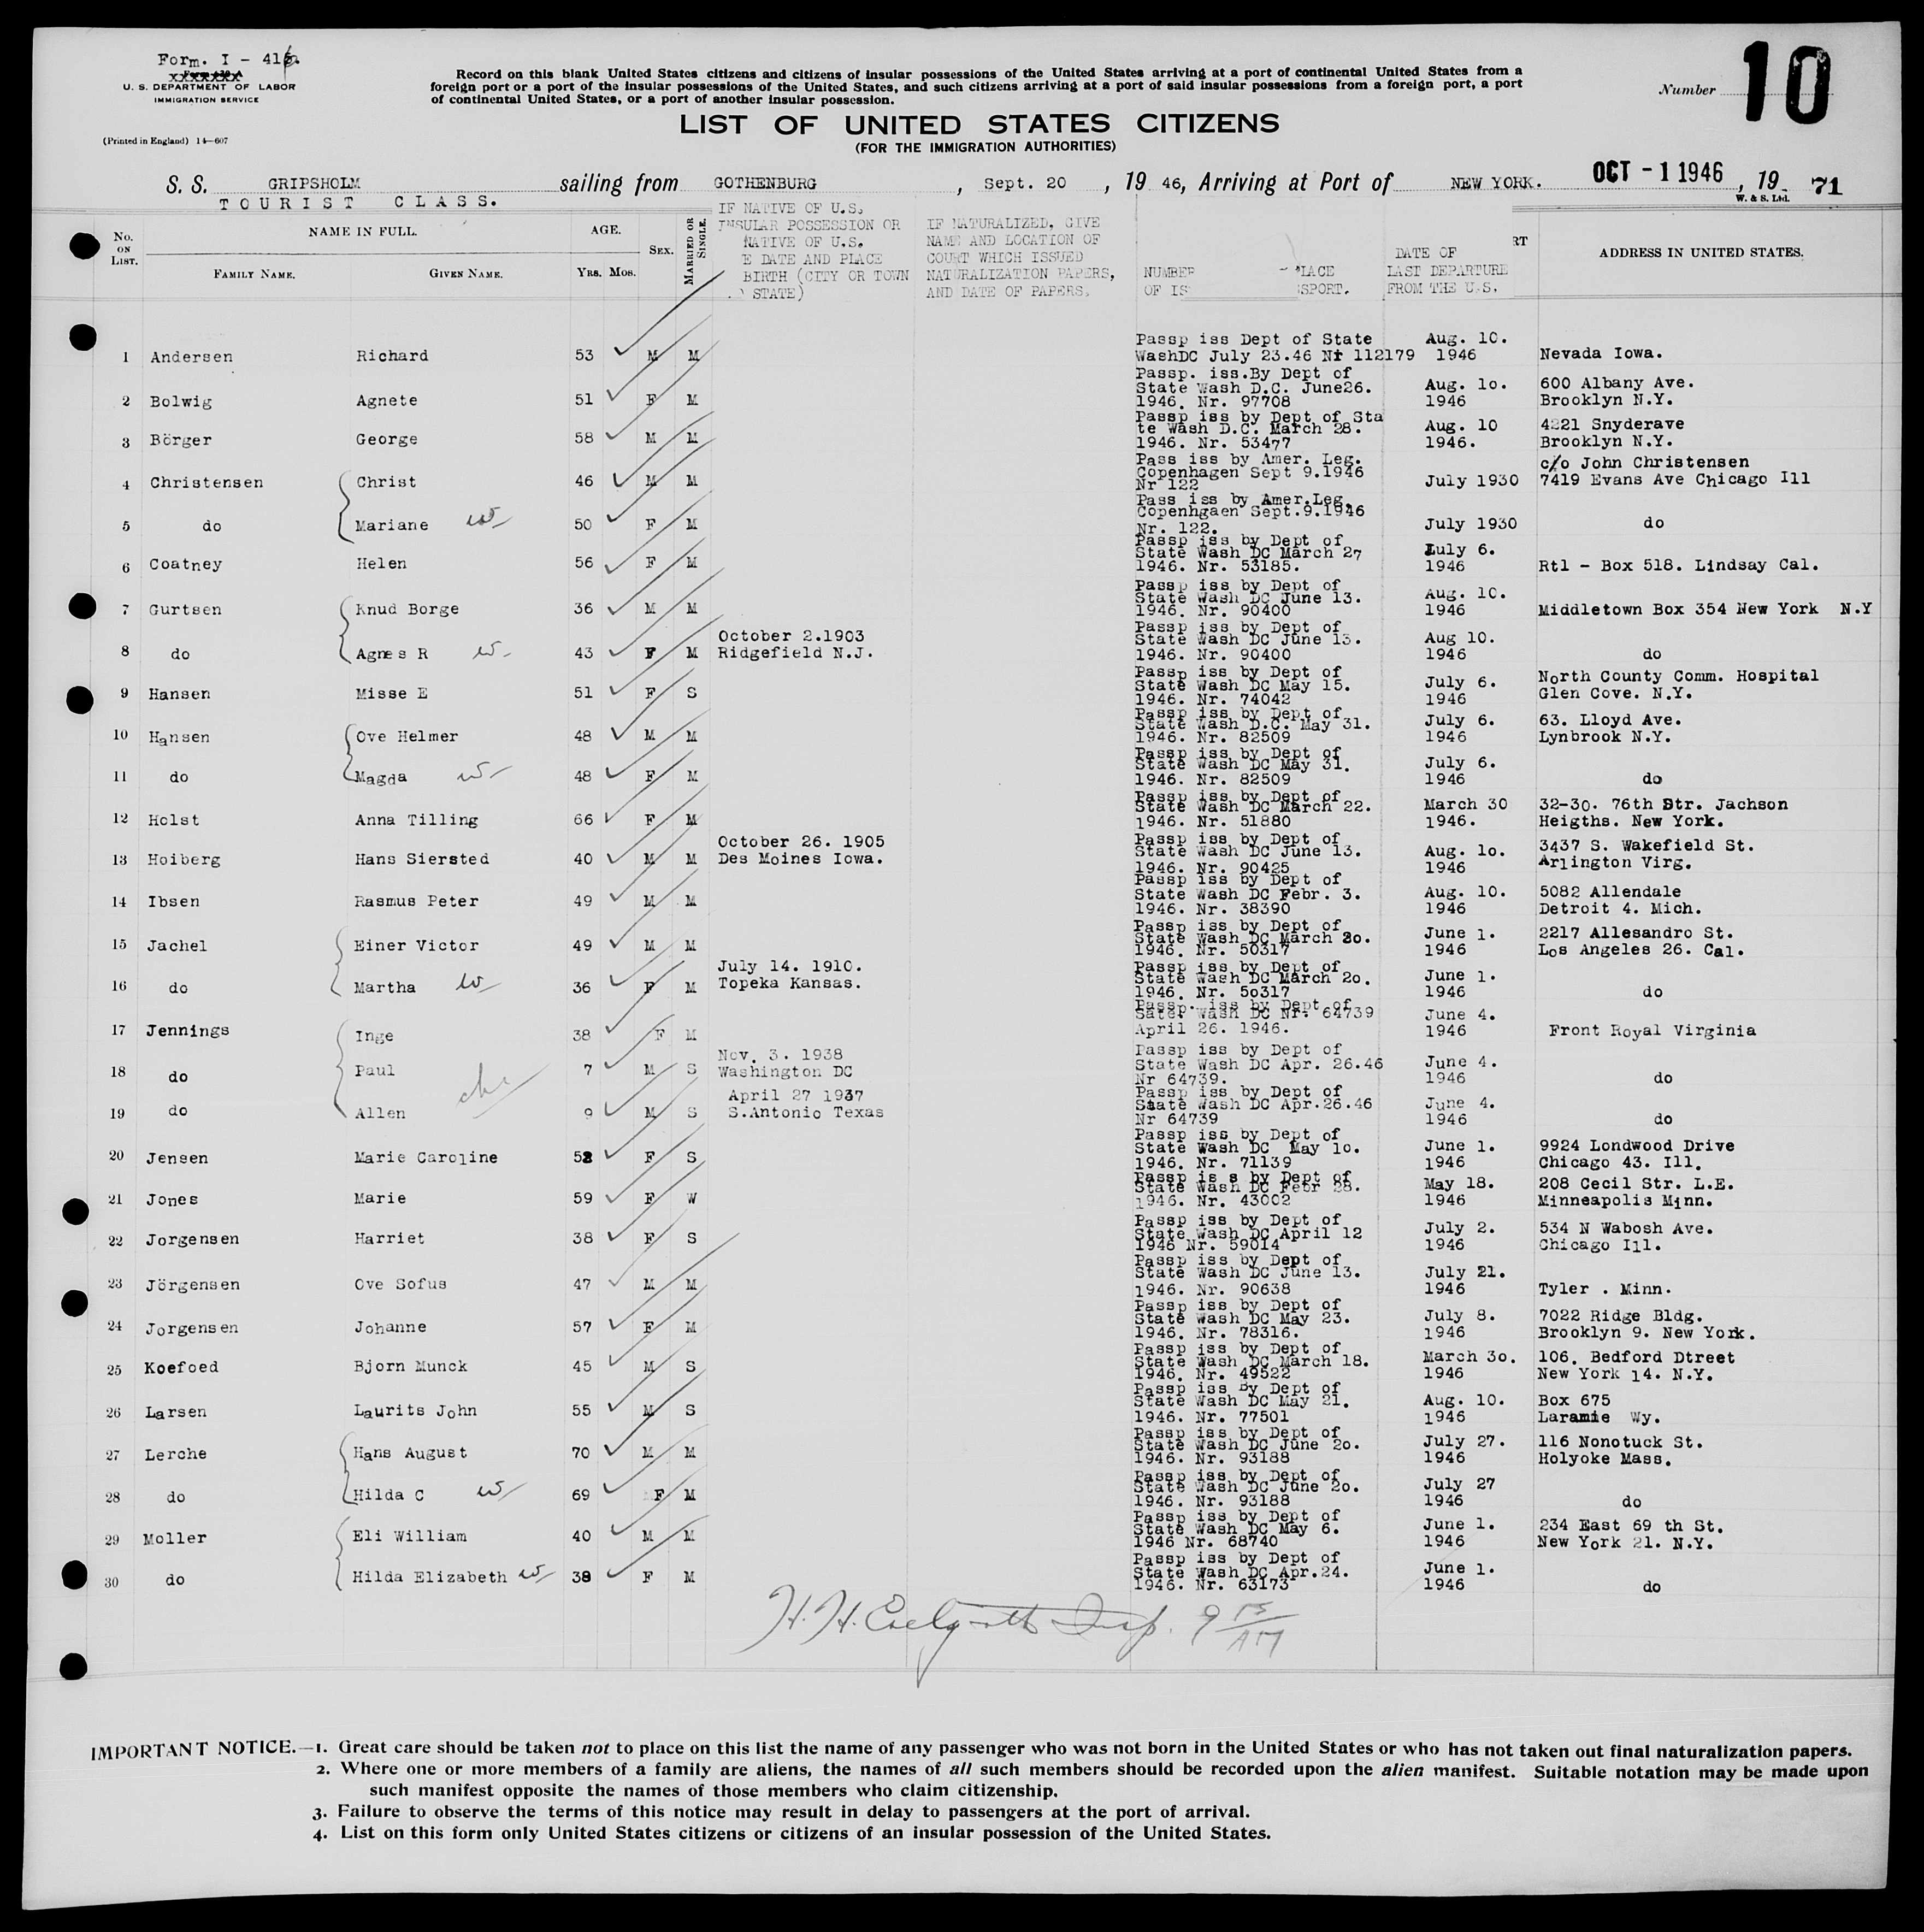 Form. I - 416.
U. S. DEPARTMENT OF LABOR
IMMIGRATION SERVICE
(Printed in England) 14—607
Record on this blank United States citizens and citizens of insular possessions of the United States arriving at a port of continental United States from a
foreign port or a port of the insular possessions of the United States, and such citizens arriving at a port of said insular possessions from a foreign port, a port
of continental United States, or a port of another insular possession.
Number 10
LIST OF UNITED STATES CITIZENS
(FOR THE IMMIGRATION AUTHORITIES)
S. S. GRIPSHOLM sailing from GOTHENBURG, Sept. 20, 19 46, Arriving at Port of NEW YORK. OCT - 1 1946, 19 71
W. & S. Ltd.
TOURIST CLASS.
No. ON LIST.
NAME IN FULL.
FAMILY NAME. GIVEN NAME.
AGE.
Yrs. Mos.
SEX.
MARRIED OR SINGLE.
IF NATIVE OF U.S.
INSULAR POSSESSION OR
NATIVE OF U.S.
E DATE AND PLACE
BIRTH (CITY OR TOWN
STATE)
IF NATURALIZED, GIVE
NAME AND LOCATION OF
COURT WHICH ISSUED
NATURALIZATION PAPERS,
AND DATE OF PAPERS.
NUMBER LACE
OF IS SPORT.
DATE OF
LAST DEPARTURE
FROM THE U.S.
RT
ADDRESS IN UNITED STATES.
1 Andersen Richard 53 M M Passp iss Dept of State WashDC July 23.46 Nr 112179 Aug. 10. 1946 Nevada Iowa.
2 Bolwig Agnete 51 F M Passp. iss.By Dept of State Wash D.C. June26. 1946. Nr. 97708 Aug. 1o. 1946 600 Albany Ave. Brooklyn N.Y.
3 Börger George 58 M M Passp iss by Dept of Sta te Wash D.C. March 28. 1946. Nr. 53477 Aug. 10 1946. 4221 Snyderave Brooklyn N.Y.
4 Christensen Christ 46 M M Pass iss by Amer. Leg. Copenhagen Sept 9.1946 Nr 122 July 1930 c/o John Christensen 7419 Evans Ave Chicago Ill
5 do Mariane w 50 F M Pass iss by Amer.Leg. Copenhgaen Sept.9.1946 Nr. 122. July 1930 do
6 Coatney Helen 56 F M Passp iss by Dept of State Wash DC March 27 1946. Nr. 53185. July 6. 1946 Rtl - Box 518. Lindsay Cal.
7 Gurtsen Knud Borge 36 M M Passp iss by Dept of State Wash DC June 13. 1946. Nr. 90400 Aug. 10. 1946 Middletown Box 354 New York N.Y
8 do Agnes R w 43 F M October 2.1903 Ridgefield N.J. Passp iss by Dept of State Wash DC June 13. 1946. Nr. 90400 Aug 10. 1946 do
9 Hansen Misse E 51 F S Passp iss by Dept of State Wash DC May 15. 1946. Nr. 74042 July 6. 1946 North County Comm. Hospital Glen Cove. N.Y.
10 Hansen Ove Helmer 48 M M Passp iss by Dept of State Wash D.C. May 31. 1946. Nr. 82509 July 6. 1946 63. Lloyd Ave. Lynbrook N.Y.
11 do Magda w 48 F M Passp iss by Dept of State Wash DC May 31. 1946. Nr. 82509 July 6. 1946 do
12 Holst Anna Tilling 66 F M Passp iss by Dept of State Wash DC March 22. 1946. Nr. 51880 March 30 1946. 32-30. 76th Str. Jachson Heigths. New York.
13 Hoiberg Hans Siersted 40 M M October 26. 1905 Des Moines Iowa. Passp iss by Dept of State Wash DC June 13. 1946. Nr. 90425 Aug. 1o. 1946 3437 S. Wakefield St. Arlington Virg.
14 Ibsen Rasmus Peter 49 M M Passp iss by Dept of State Wash DC Febr. 3. 1946. Nr. 38390 Aug. 10. 1946 5082 Allendale Detroit 4. Mich.
15 Jachel Einer Victor 49 M M Passp iss by Dept of State Wash DC March 2o. 1946. Nr. 50317 June 1. 1946 2217 Allesandro St. Los Angeles 26. Cal.
16 do Martha w 36 F M July 14. 1910. Topeka Kansas. Passp iss by Dept of State Wash DC March 2o. 1946. Nr. 5o317 June 1. 1946 do
17 Jennings Inge 38 F M Passp. iss by Dept of Sate. Wash DC Nr. 64739 April 26. 1946. June 4. 1946 Front Royal Virginia
18 do Paul 7 M S Nov. 3. 1938 Washington DC Passp iss by Dept of State Wash DC Apr. 26.46 Nr 64739. June 4. 1946 do
19 do Allen 9 M S April 27 1937 S.Antonio Texas Passp iss by Dept of State Wash DC Apr.26.46 Nr 64739 June 4. 1946 do
20 Jensen Marie Caroline 52 F S Passp iss by Dept of State Wash DC May 1o. 1946. Nr. 71139 June 1. 1946 9924 Londwood Drive Chicago 43. Ill.
21 Jones Marie 59 F W Passp is s by Dept of State Wash DC Febr 28. 1946. Nr. 43002 May 18. 1946 208 Cecil Str. L.E. Minneapolis Minn.
22 Jorgensen Harriet 38 F S Passp iss by Dept of State Wash DC April 12 1946 Nr. 59014 July 2. 1946 534 N Wabosh Ave. Chicago Ill.
23 Jörgensen Ove Sofus 47 M M Passp iss by Dept of State Wash DC June 13. 1946. Nr. 90638 July 21. 1946 Tyler . Minn.
24 Jorgensen Johanne 57 F M Passp iss by Dept of State Wash DC May 23. 1946. Nr. 78316. July 8. 1946 7022 Ridge Bldg. Brooklyn 9. New York.
25 Koefoed Bjorn Munck 45 M S Passp iss by Dept of State Wash DC March 18. 1946. Nr. 49522 March 3o. 1946 106. Bedford Dtreet New York 14. N.Y.
26 Larsen Laurits John 55 M S Passp iss By Dept of State Wash DC May 21. 1946. Nr. 77501 Aug. 10. 1946 Box 675 Laramie Wy.
27 Lerche Hans August 70 M M Passp iss by Dept of State Wash DC June 2o. 1946. Nr. 93188 July 27. 1946 116 Nonotuck St. Holyoke Mass.
28 do Hilda C w 69 F M Passp iss by Dept of State Wash DC June 2o. 1946. Nr. 93188 July 27 1946 do
29 Moller Eli William 40 M M Passp iss by Dept of State Wash DC May 6. 1946 Nr. 68740 June 1. 1946 234 East 69 th St. New York 21. N.Y.
30 do Hilda Elizabeth w 38 F M Passp iss by Dept of State Wash DC Apr.24. 1946. Nr. 63173 June 1. 1946 do
H. H. Insp. 9 15 AM
IMPORTANT NOTICE.—1. Great care should be taken not to place on this list the name of any passenger who was not born in the United States or who has not taken out final naturalization papers.
2. Where one or more members of a family are aliens, the names of all such members should be recorded upon the alien manifest. Suitable notation may be made upon
such manifest opposite the names of those members who claim citizenship.
3. Failure to observe the terms of this notice may result in delay to passengers at the port of arrival.
4. List on this form only United States citizens or citizens of an insular possession of the United States.